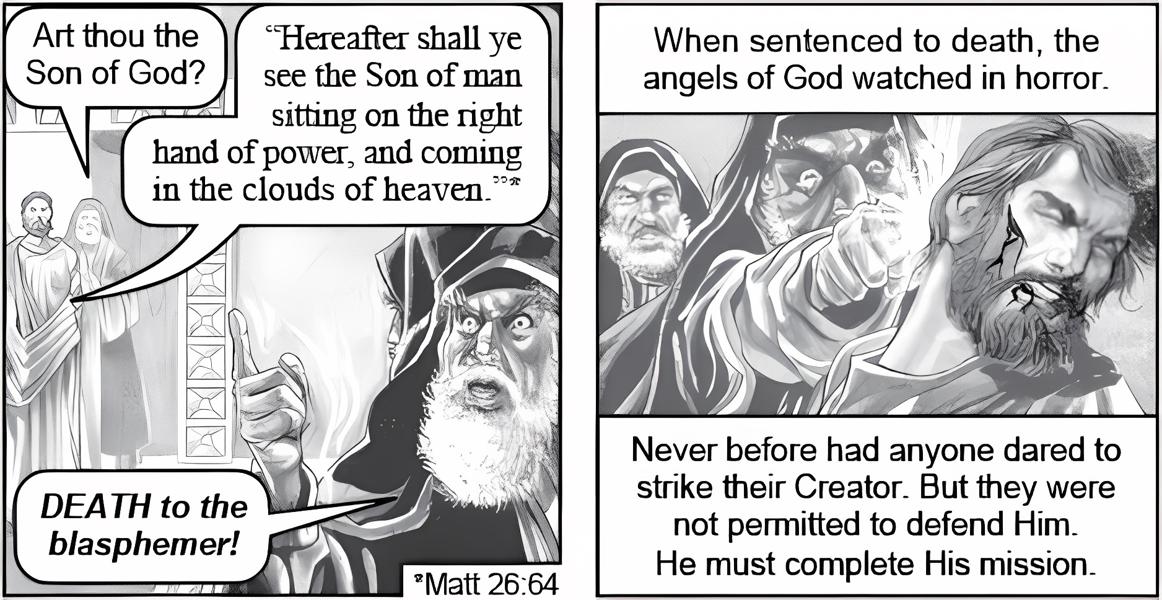 Art thou the
Son of God?
“Hereafter shall ye
see the Son of man
sitting on the right
hand of power, and coming
in the clouds of heaven.”*
DEATH to the
blasphemer!
*Matt 26:64
When sentenced to death, the
angels of God watched in horror.
Never before had anyone dared to
strike their Creator. But they were
not permitted to defend Him.
He must complete His mission.